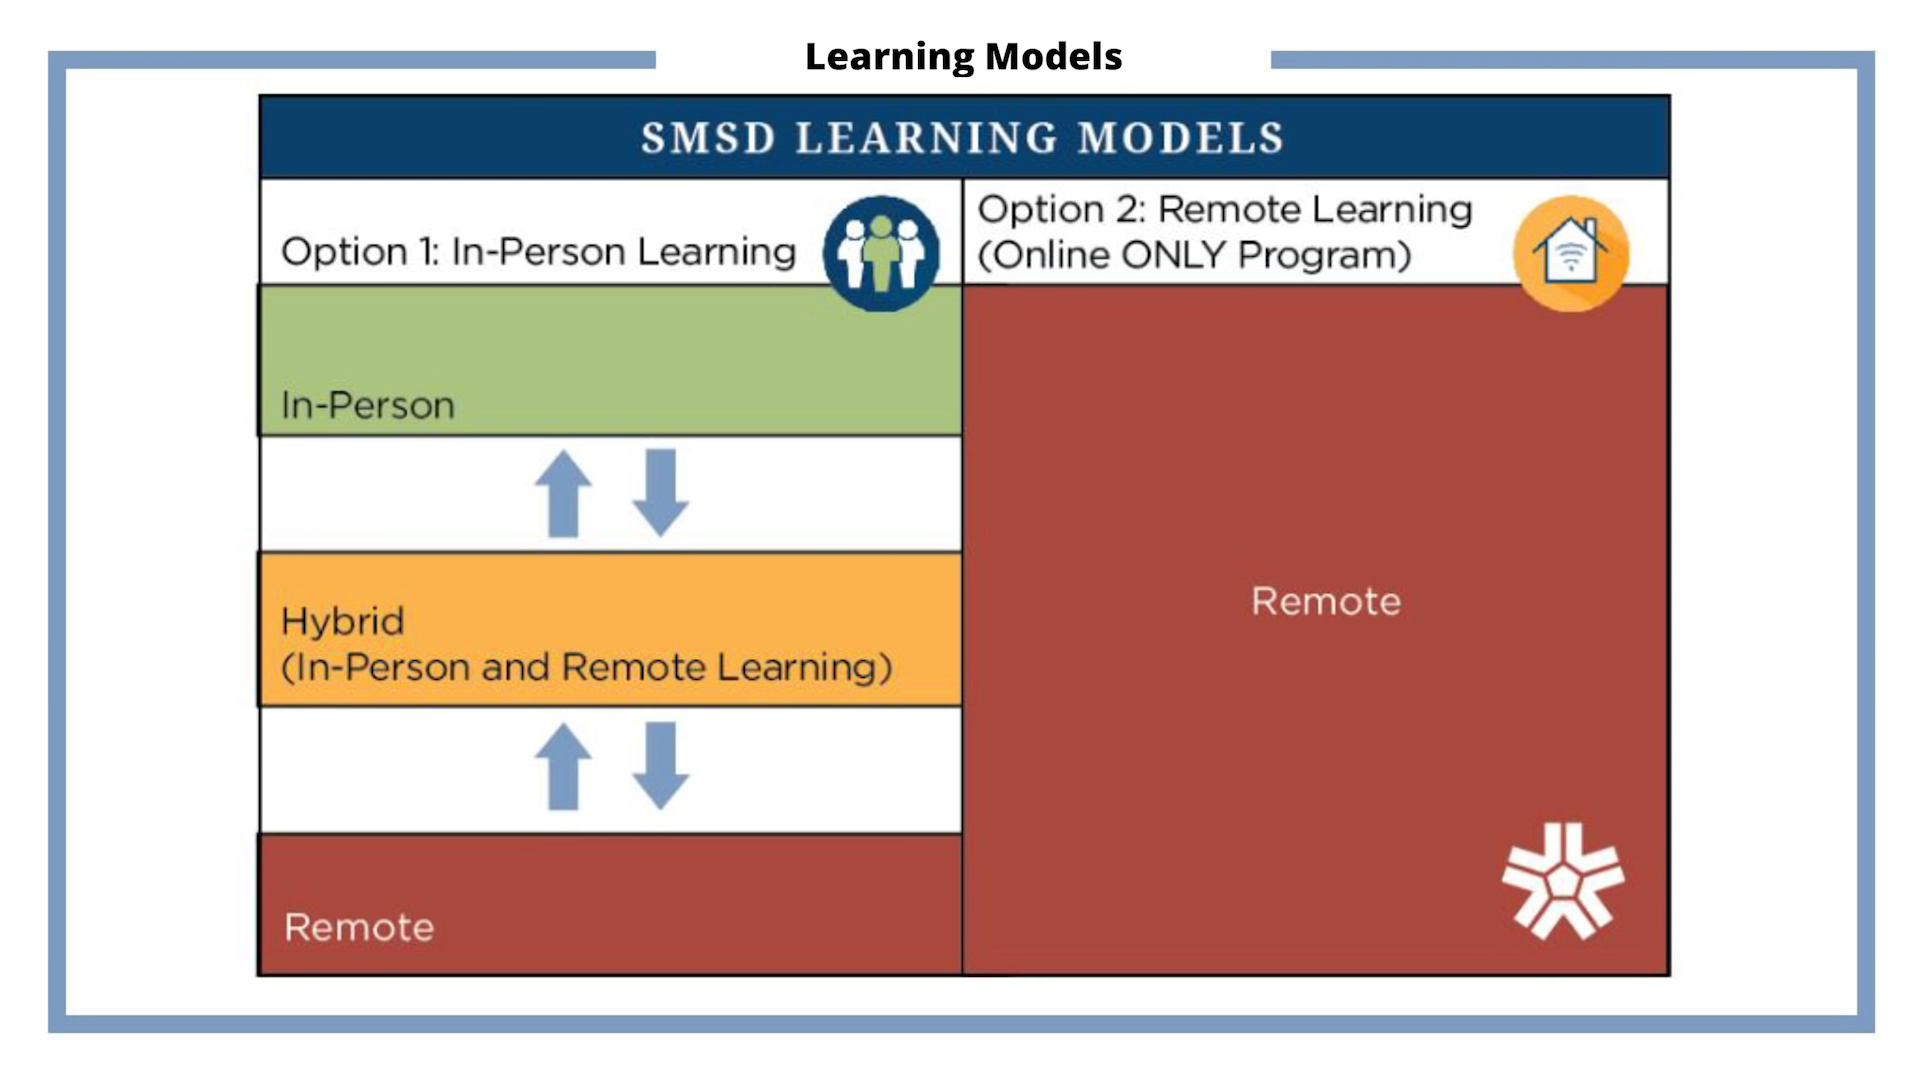 Learning Models
SMSD LEARNING MODELS
Option 1: In-Person Learning
Option 2: Remote Learning
(Online ONLY Program)
In-Person
Hybrid
(In-Person and Remote Learning)
Remote
Remote